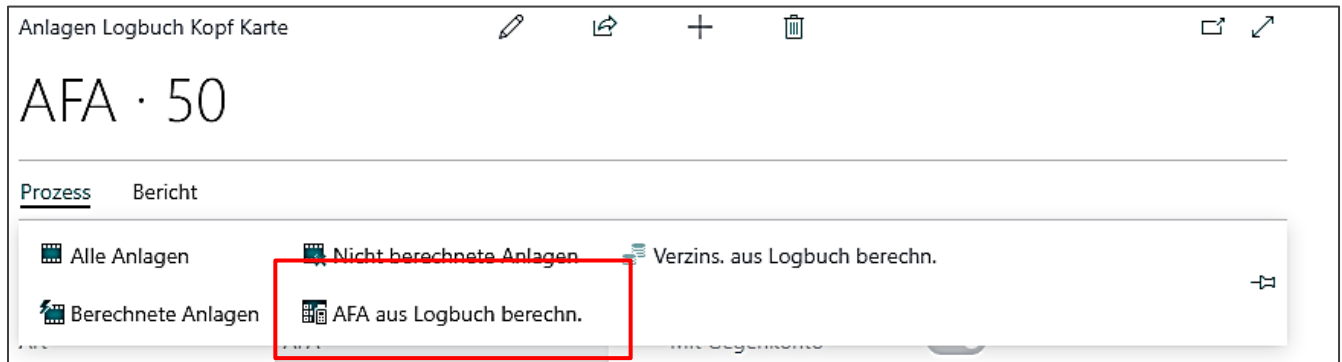 Anlagen Logbuch Kopf Karte
AFA · 50
Prozess Bericht
Alle Anlagen Nicht berechnete Anlagen Verzins. aus Logbuch berechn.
Berechnete Anlagen AFA aus Logbuch berechn.